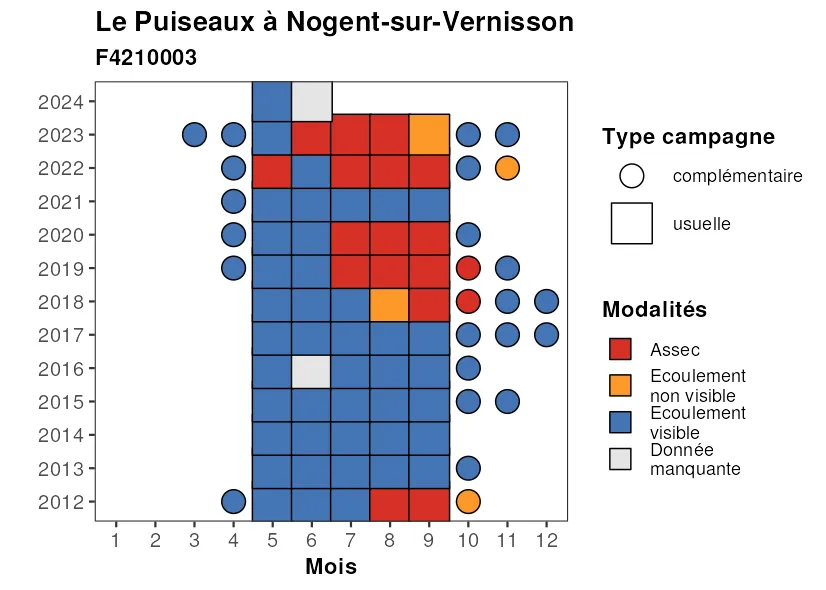 Le Puiseaux à Nogent-sur-Vernisson
F4210003
2024
2023
2022
2021
2020
2019
2018
2017
2016
2015
2014
2013
2012
1 2 3 4 5 6 7 8 9 10 11 12
Mois
Type campagne
complémentaire
usuelle
Modalités
Assec
Ecoulement
non visible
Ecoulement
visible
Donnée
manquante